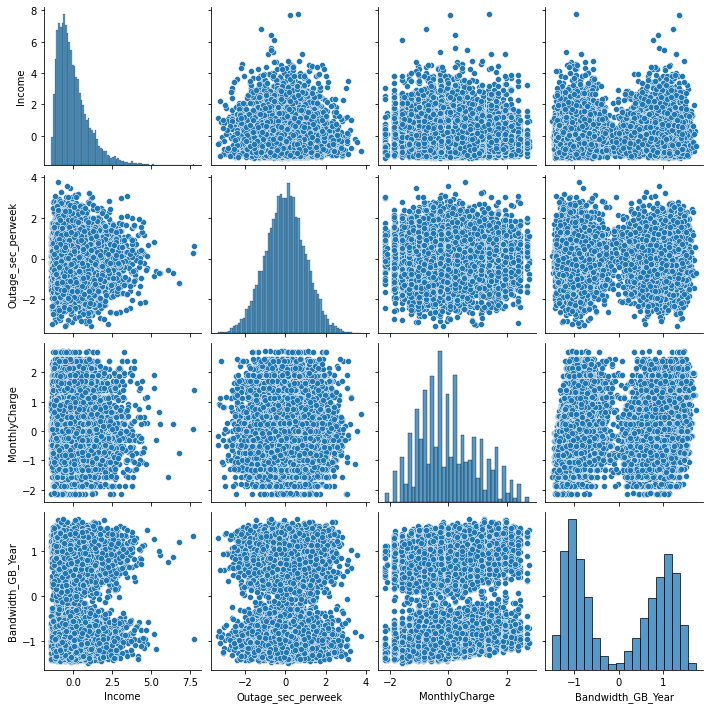 8
6
4
2
0
Income
4
2
0
−2
Outage_sec_perweek
2
1
0
−1
−2
MonthlyCharge
1
0
−1
Bandwidth_GB_Year
0.0 2.5 5.0 7.5
−2 0 2 4
−2 0 2
−1 0 1
Income
Outage_sec_perweek
MonthlyCharge
Bandwidth_GB_Year